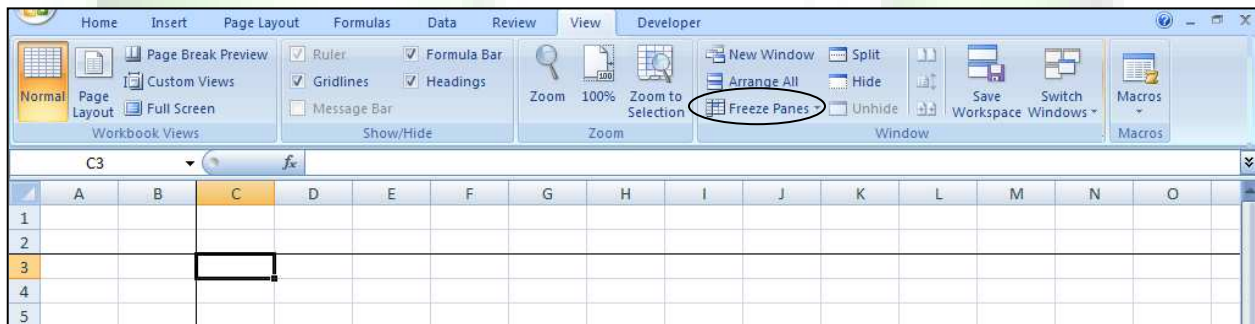 Home Insert Page Layout Formulas Data Review View Developer
Normal
Page Layout
Page Break Preview
Custom Views
Full Screen
Workbook Views
Ruler
Formula Bar
Gridlines
Headings
Message Bar
Show/Hide
Zoom
100%
Zoom to Selection
Zoom
New Window
Arrange All
Freeze Panes
Split
Hide
Unhide
Save Workspace
Switch Windows
Window
Macros
Macros
C3 fx
A B C D E F G H I J K L M N O
1
2
3
4
5